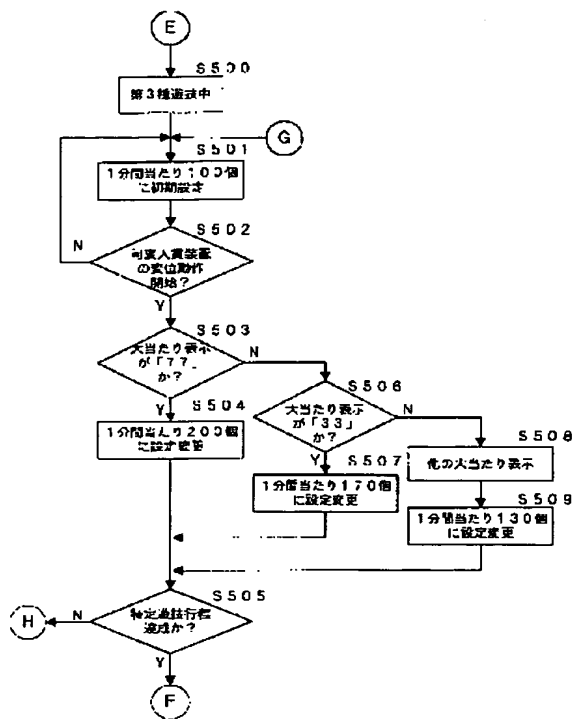 E
S500
第3種遊技中
G
S501
1分間当たり100個
に初期設定
S502
N
可変入賞装置
の変位動作
開始?
Y
S503
大当たり表示
が「77」
か?
N
Y
S504
1分間当たり200個
に設定変更
S506
大当たり表示
が「33」
か?
N
Y
S507
1分間当たり170個
に設定変更
S508
他の大当たり表示
S509
1分間当たり130個
に設定変更
S505
H
N
特定遊技行程
達成か?
Y
F